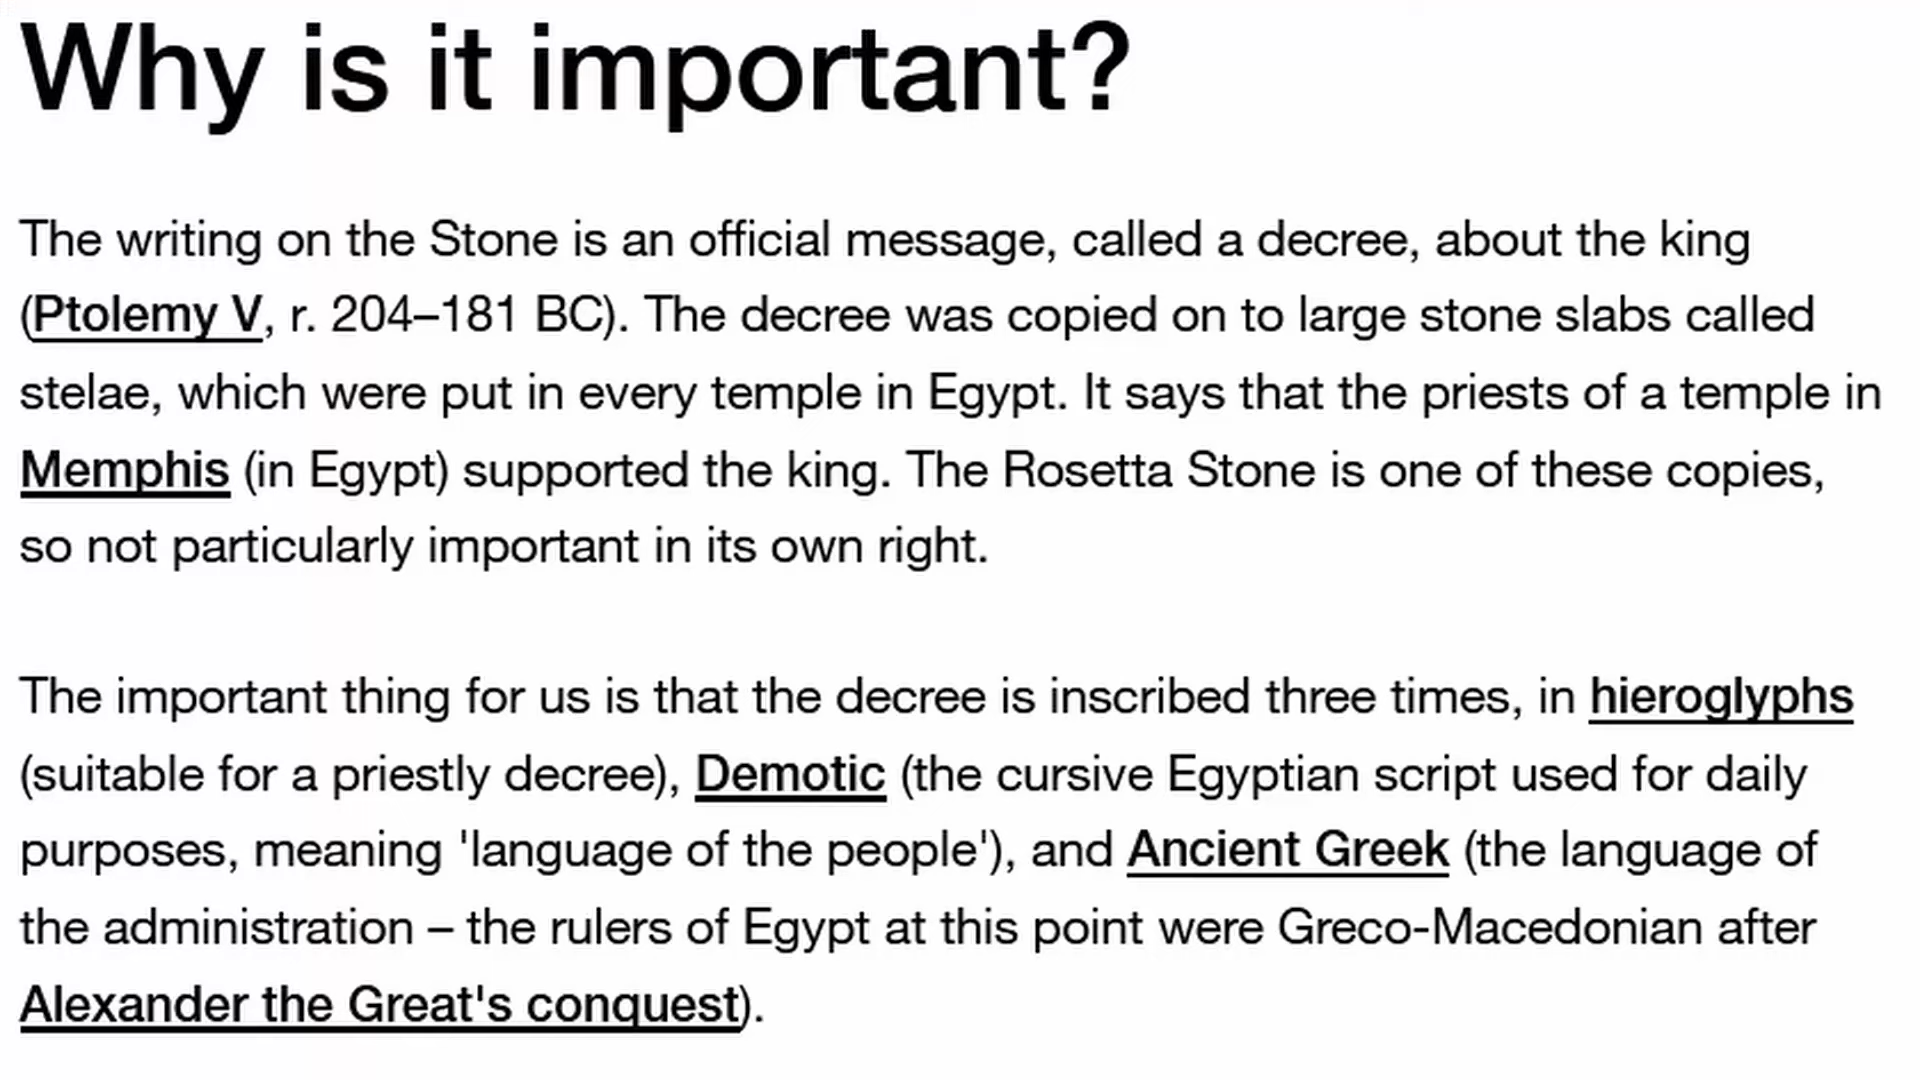 Why is it important?
The writing on the Stone is an official message, called a decree, about the king
(Ptolemy V, r. 204–181 BC). The decree was copied on to large stone slabs called
stelae, which were put in every temple in Egypt. It says that the priests of a temple in
Memphis (in Egypt) supported the king. The Rosetta Stone is one of these copies,
so not particularly important in its own right.
The important thing for us is that the decree is inscribed three times, in hieroglyphs
(suitable for a priestly decree), Demotic (the cursive Egyptian script used for daily
purposes, meaning 'language of the people'), and Ancient Greek (the language of
the administration – the rulers of Egypt at this point were Greco-Macedonian after
Alexander the Great's conquest).